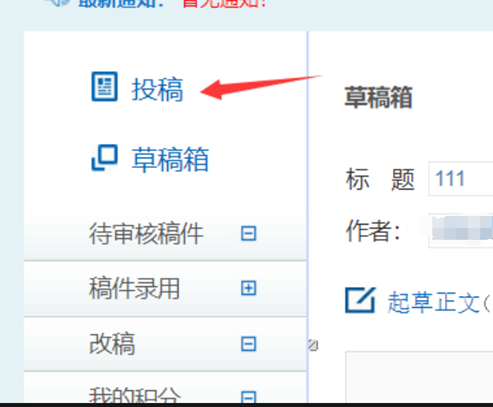 最新通知：暂无通知！
投稿
草稿箱
待审核稿件
稿件录用
改稿
我的积分
草稿箱
标 题 111
作者：
起草正文（